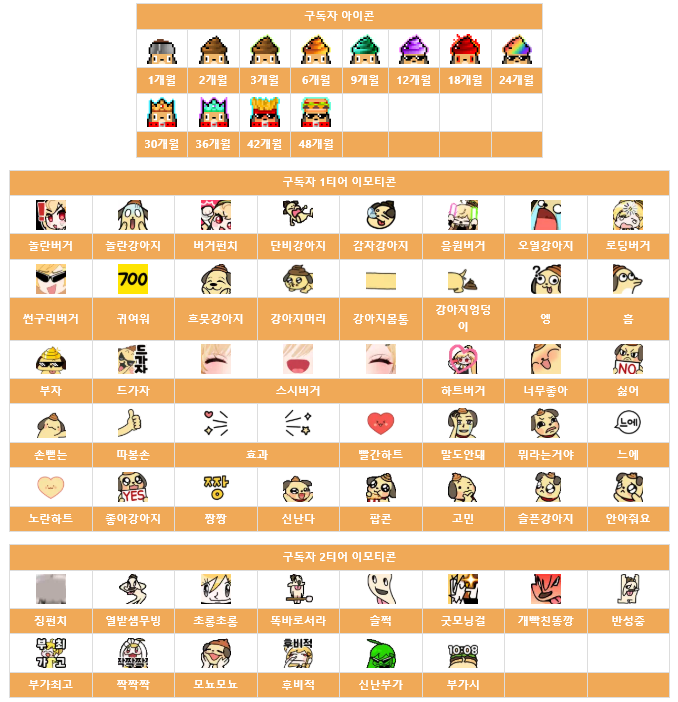 구독자 아이콘
1개월 2개월 3개월 6개월 9개월 12개월 18개월 24개월
30개월 36개월 42개월 48개월
구독자 1티어 이모티콘
놀란버거 놀란강아지 버거펀치 단비강아지 감자강아지 응원버거 오열강아지 로딩버거
700
썬구리버거 귀여워 흐뭇강아지 강아지머리 강아지몸통 강아지엉덩
이 엥 흠
드가자
NO
부자 드가자 스시버거 하트버거 너무좋아 싫어
느에
손뻗는 따봉손 효과 빨간하트 말도안돼 뭐라는거야 느에
YES 짱
노란하트 좋아강아지 짱짱 신난다 팝콘 고민 슬픈강아지 안아줘요
구독자 2티어 이모티콘
징펀치 열받쌤무빙 초롱초롱 똑바로서라 슬쩍 굿모닝걸 개빡친똥깡 반성중
부최
가고
짝짝짝
후비적
10:08
부가최고 짝짝짝 모뇨모뇨 후비적 신난부가 부가시